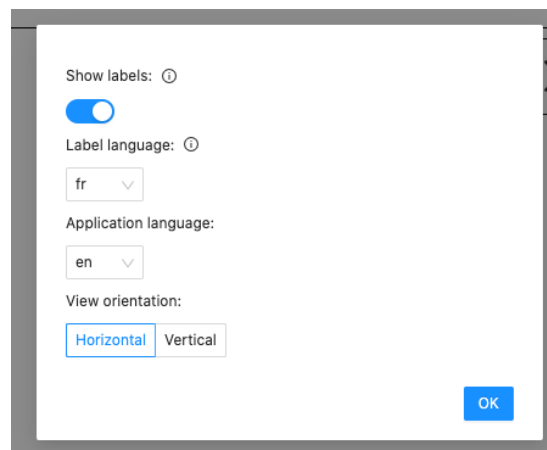 Show labels:
Label language:
fr
Application language:
en
View orientation:
Horizontal Vertical
OK